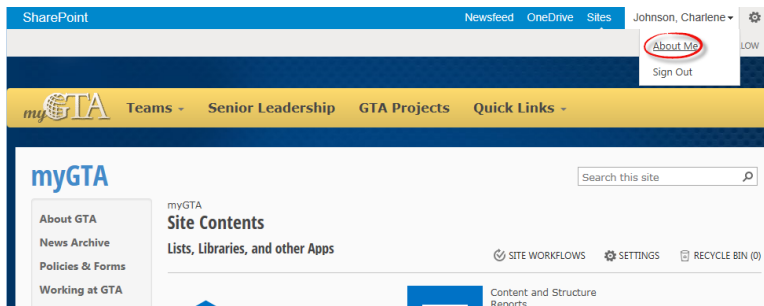 SharePoint Newsfeed OneDrive Sites Johnson, Charlene
About Me LOW
Sign Out
myGTA Teams Senior Leadership GTA Projects Quick Links
myGTA
Search this site
myGTA
About GTA
Site Contents
News Archive
Lists, Libraries, and other Apps
SITE WORKFLOWS SETTINGS RECYCLE BIN (0)
Policies & Forms
Working at GTA
Content and Structure
Reports